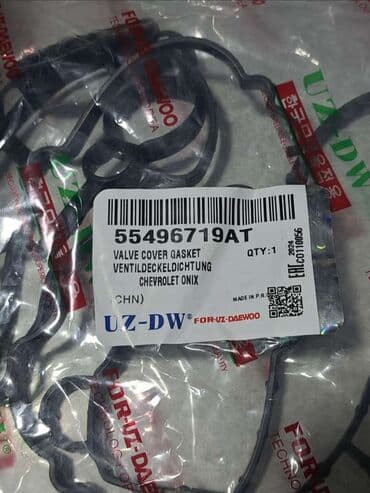 UZ-DW
55496719AT
VALVE COVER GASKET QTY:1
VENTILDECKELDICHTUNG
CHEVROLET ONIX
(CHN)
MADE IN P.R.
UZ-DW® FOR-UZ-DAEWOO
EAC
2024
C0110056
FOR-UZ-DAEWOO